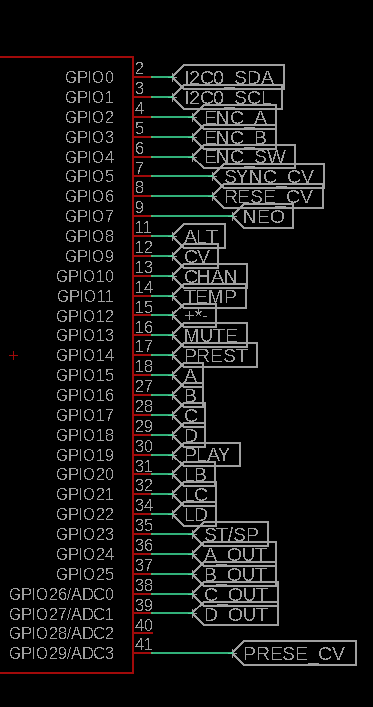 GPIO0 2 I2C0_SDA
GPIO1 3 I2C0_SCL
GPIO2 4 ENC_A
GPIO3 5 ENC_B
GPIO4 6 ENC_SW
GPIO5 7 SYNC_CV
GPIO6 8 RESE_CV
GPIO7 9 NEO
GPIO8 11 ALT
GPIO9 12 CV
GPIO10 13 CHAN
GPIO11 14 TEMP
GPIO12 15 +*-
GPIO13 16 MUTE
GPIO14 17 PREST
GPIO15 18 A
GPIO16 27 B
GPIO17 28 C
GPIO18 29 D
GPIO19 30 PLAY
GPIO20 31 LB
GPIO21 32 LC
GPIO22 34 LD
GPIO23 35 ST/SP
GPIO24 36 A_OUT
GPIO25 37 B_OUT
GPIO26/ADC0 38 C_OUT
GPIO27/ADC1 39 D_OUT
GPIO28/ADC2 40
GPIO29/ADC3 41 PRESE_CV